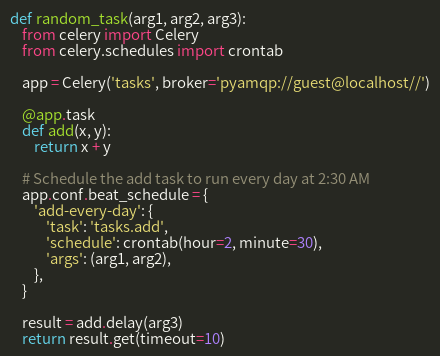 def random_task(arg1, arg2, arg3):
    from celery import Celery
    from celery.schedules import crontab

    app = Celery('tasks', broker='pyamqp://guest@localhost//')

    @app.task
    def add(x, y):
        return x + y

    # Schedule the add task to run every day at 2:30 AM
    app.conf.beat_schedule = {
        'add-every-day': {
            'task': 'tasks.add',
            'schedule': crontab(hour=2, minute=30),
            'args': (arg1, arg2),
        },
    }

    result = add.delay(arg3)
    return result.get(timeout=10)